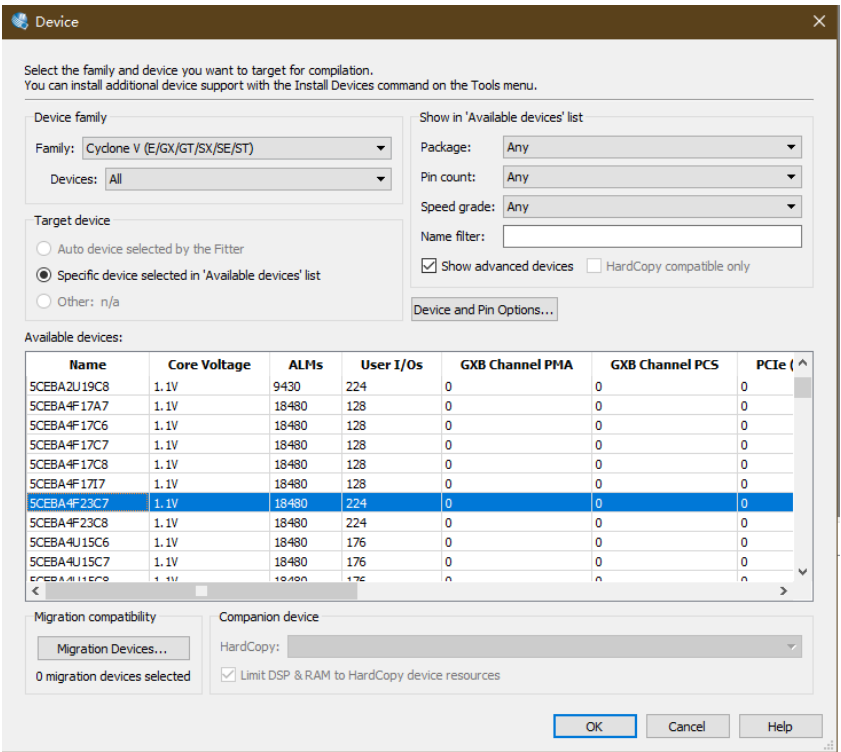 Device
Select the family and device you want to target for compilation.
You can install additional device support with the Install Devices command on the Tools menu.
Device family
Family: Cyclone V (E/GX/GT/SX/SE/ST)
Devices: All
Show in 'Available devices' list
Package: Any
Pin count: Any
Speed grade: Any
Name filter:
Show advanced devices HardCopy compatible only
Target device
Auto device selected by the Fitter
Specific device selected in 'Available devices' list
Other: n/a
Device and Pin Options...
Available devices:
Name Core Voltage ALMs User I/Os GXB Channel PMA GXB Channel PCS PCIe (
5CEBA2U19C8 1.1V 9430 224 0 0 0
5CEBA4F17A7 1.1V 18480 128 0 0 0
5CEBA4F17C6 1.1V 18480 128 0 0 0
5CEBA4F17C7 1.1V 18480 128 0 0 0
5CEBA4F17C8 1.1V 18480 128 0 0 0
5CEBA4F17I7 1.1V 18480 128 0 0 0
5CEBA4F23C7 1.1V 18480 224 0 0 0
5CEBA4F23C8 1.1V 18480 224 0 0 0
5CEBA4U15C6 1.1V 18480 176 0 0 0
5CEBA4U15C7 1.1V 18480 176 0 0 0
5CEBA4U15C8 1.1V 18480 176 0 0 0
Migration compatibility
Migration Devices...
0 migration devices selected
Companion device
HardCopy:
Limit DSP & RAM to HardCopy device resources
OK Cancel Help